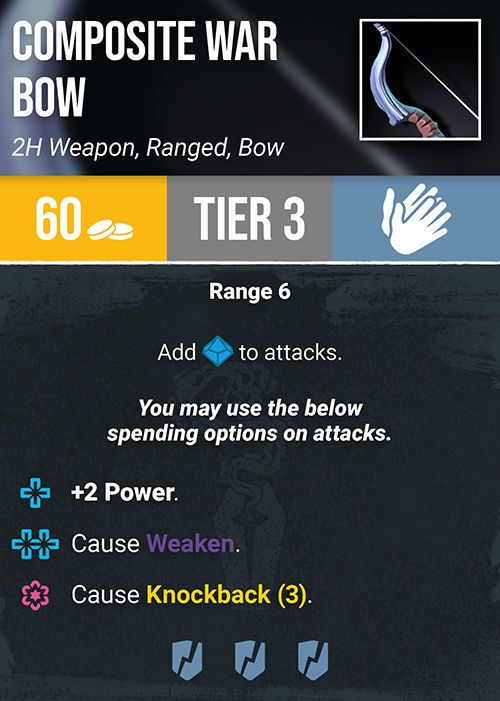 COMPOSITE WAR
BOW
2H Weapon, Ranged, Bow
60
TIER 3
Range 6
Add to attacks.
You may use the below
spending options on attacks.
+2 Power.
Cause Weaken.
Cause Knockback (3).